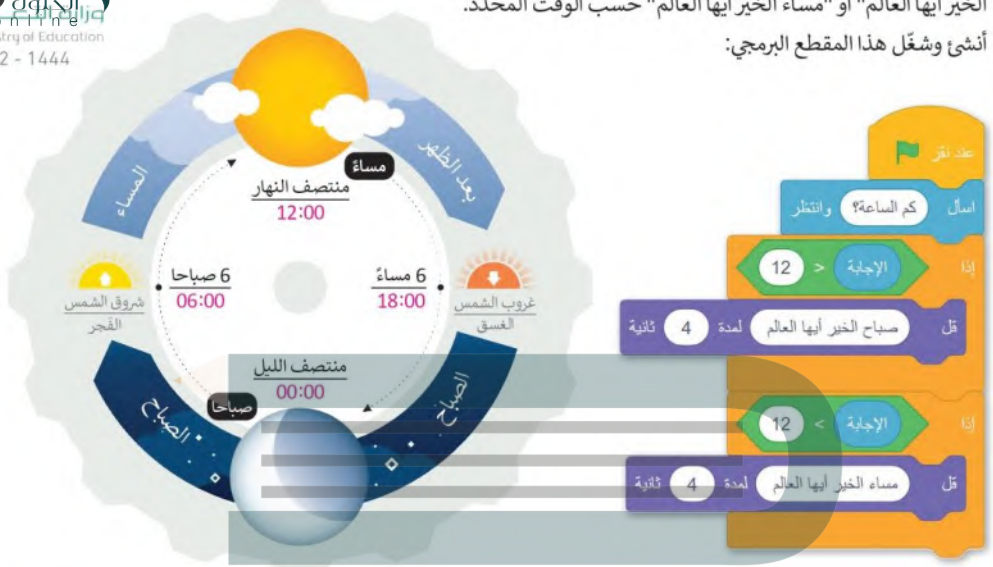 الخير أيها العالم" أو "مساء الخير أيها العالم" حسب الوقت المحدد.
أنشئ وشغّل هذا المقطع البرمجي:
online
stry of Education
2 - 1444
عند نقر
اسأل كم الساعة؟ وانتظر
إذا الإجابة < 12
قل صباح الخير أيها العالم لمدة 4 ثانية
إذا الإجابة > 12
قل مساء الخير أيها العالم لمدة 4 ثانية
بعد الظهر
المساء
مساءً
منتصف النهار
12:00
6 مساءً
18:00
غروب الشمس
الغسق
6 صباحا
06:00
شروق الشمس
الفجر
منتصف الليل
00:00
صباحا
الصباح
الصباح